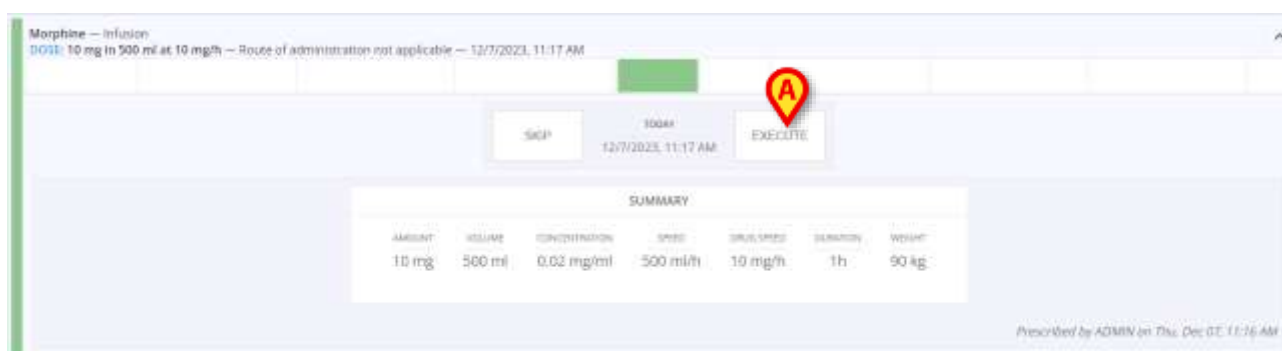 Morphine — Infusion
DOSE: 10 mg in 500 ml at 10 mg/h — Route of administration not applicable — 12/7/2023, 11:17 AM
A
SKIP
TODAY
12/7/2023, 11:17 AM
EXECUTE
SUMMARY
AMOUNT VOLUME CONCENTRATION SPEED DRUG SPEED DURATION WEIGHT
10 mg 500 ml 0.02 mg/ml 500 ml/h 10 mg/h 1h 90 kg
Prescribed by ADMIN on Thu, Dec 07, 11:16 AM